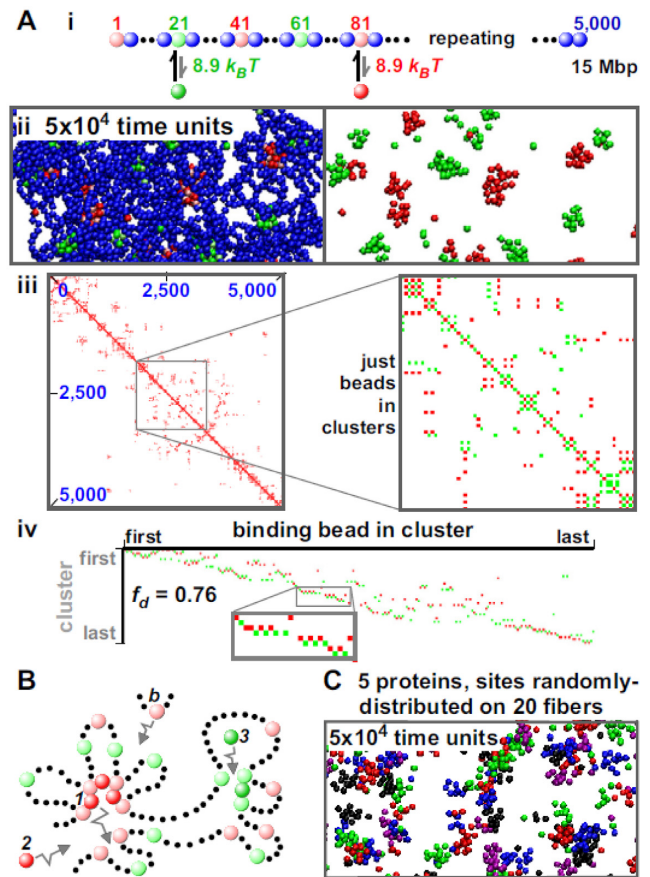 A i
1 21 41 61 81 5,000
8.9 kBT 8.9 kBT repeating 15 Mbp
ii 5x10⁴ time units
iii
0 2,500 5,000
2,500
5,000
just
beads
in
clusters
iv
binding bead in cluster
first last
first
cluster
last
fd = 0.76
B
b
3
1
2
C 5 proteins, sites randomly-
distributed on 20 fibers
5x10⁴ time units